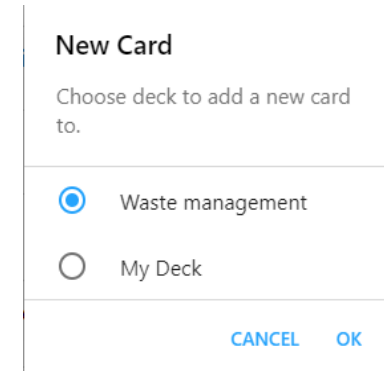 New Card
Choose deck to add a new card
to.
Waste management
My Deck
CANCEL OK